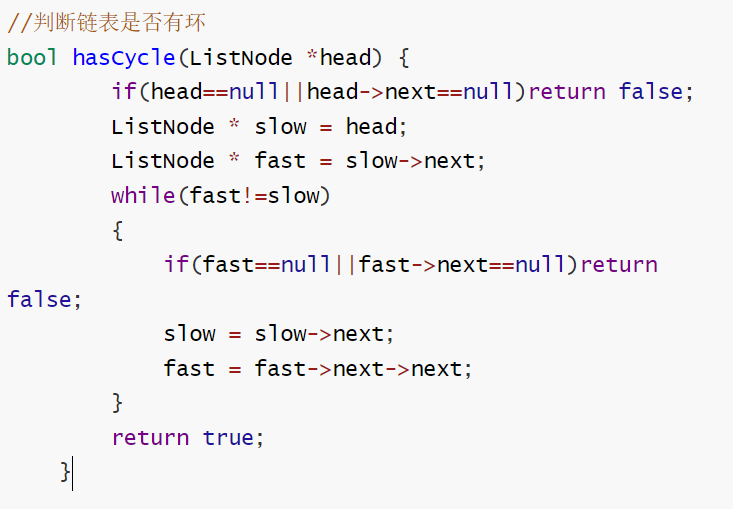 //判断链表是否有环
bool hasCycle(ListNode *head) {
        if(head==null||head->next==null)return false;
        ListNode * slow = head;
        ListNode * fast = slow->next;
        while(fast!=slow)
        {
            if(fast==null||fast->next==null)return
false;
            slow = slow->next;
            fast = fast->next->next;
        }
        return true;
    }